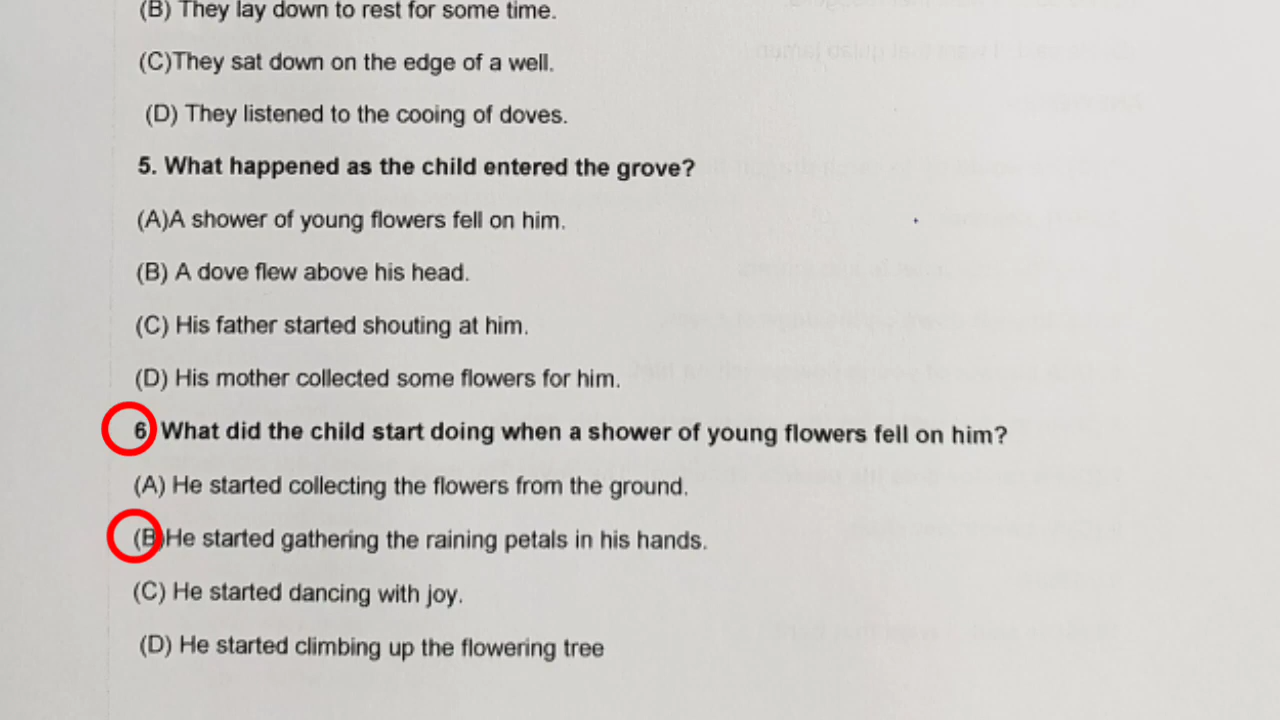 (B) They lay down to rest for some time.
(C)They sat down on the edge of a well.
(D) They listened to the cooing of doves.
5. What happened as the child entered the grove?
(A)A shower of young flowers fell on him.
(B) A dove flew above his head.
(C) His father started shouting at him.
(D) His mother collected some flowers for him.
6 What did the child start doing when a shower of young flowers fell on him?
(A) He started collecting the flowers from the ground.
(B) He started gathering the raining petals in his hands.
(C) He started dancing with joy.
(D) He started climbing up the flowering tree